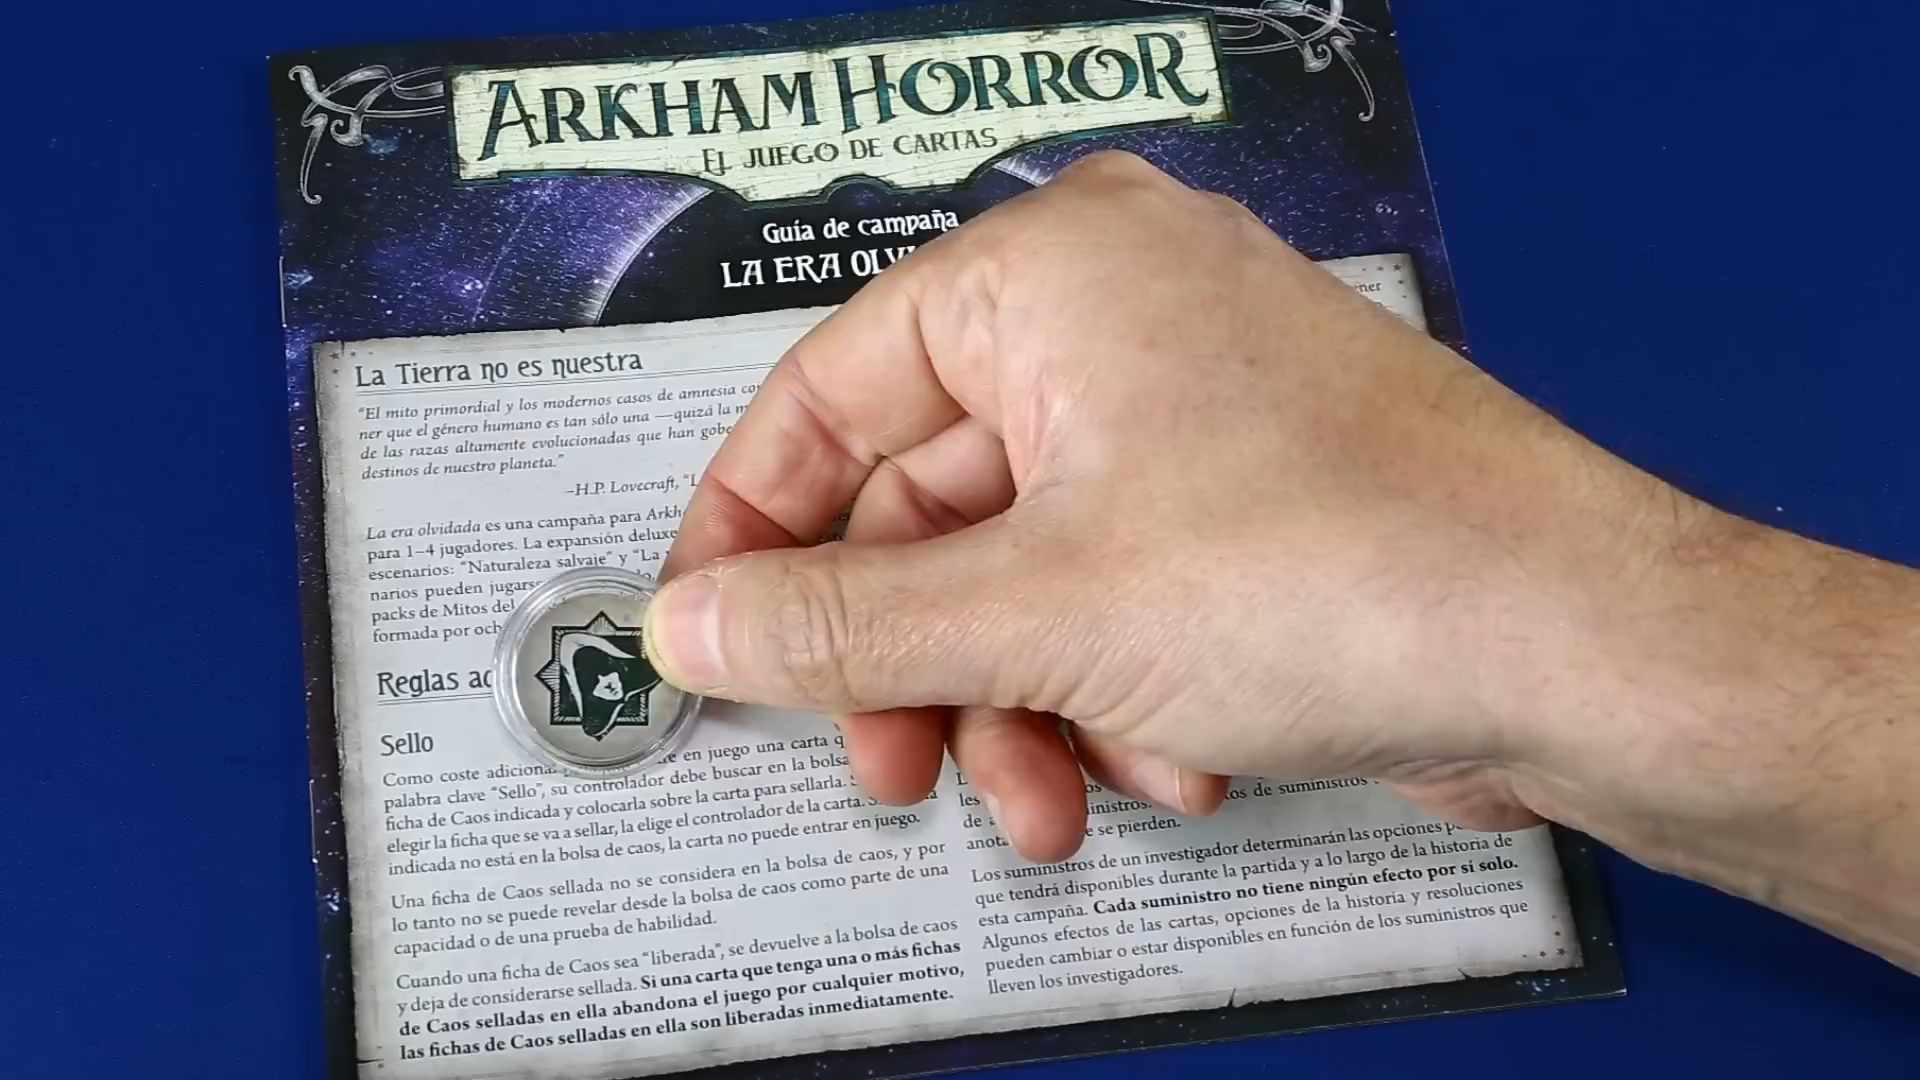 ARKHAM HORROR
EL JUEGO DE CARTAS
Guía de campaña
LA ERA
La Tierra no es nuestra
“El mito primordial y los modernos casos de amnesia
ner que el género humano es tan sólo una —quizá la
de las razas altamente evolucionadas que han
destinos de nuestro planeta.”
–H.P. Lovecraft,
La era olvidada es una campaña para
para 1–4 jugadores. La expansión deluxe
escenarios: “Naturaleza salvaje” y “La
narios pueden
packs de Mitos del
formada por
Reglas
Sello
Como coste en juego una carta
palabra clave “Sello”, su controlador debe buscar en la bolsa
ficha de Caos indicada y colocarla sobre la carta para sellarla.
elegir la ficha que se va a sellar, la elige el controlador de la carta.
indicada no está en la bolsa de caos, la carta no puede entrar en juego.
Una ficha de Caos sellada no se considera en la bolsa de caos, y por
lo tanto no se puede revelar desde la bolsa de caos como parte de una
capacidad o de una prueba de habilidad.
Cuando una ficha de Caos sea “liberada”, se devuelve a la bolsa de caos
y deja de considerarse sellada. Si una carta que tenga una o más fichas
de Caos selladas en ella abandona el juego por cualquier motivo,
las fichas de Caos selladas en ella son liberadas inmediatamente.
de suministros
de
se pierden.
Los suministros de un investigador determinarán las opciones
que tendrá disponibles durante la partida y a lo largo de la historia de
esta campaña. Cada suministro no tiene ningún efecto por sí solo.
Algunos efectos de las cartas, opciones de la historia y resoluciones
pueden cambiar o estar disponibles en función de los suministros que
lleven los investigadores.